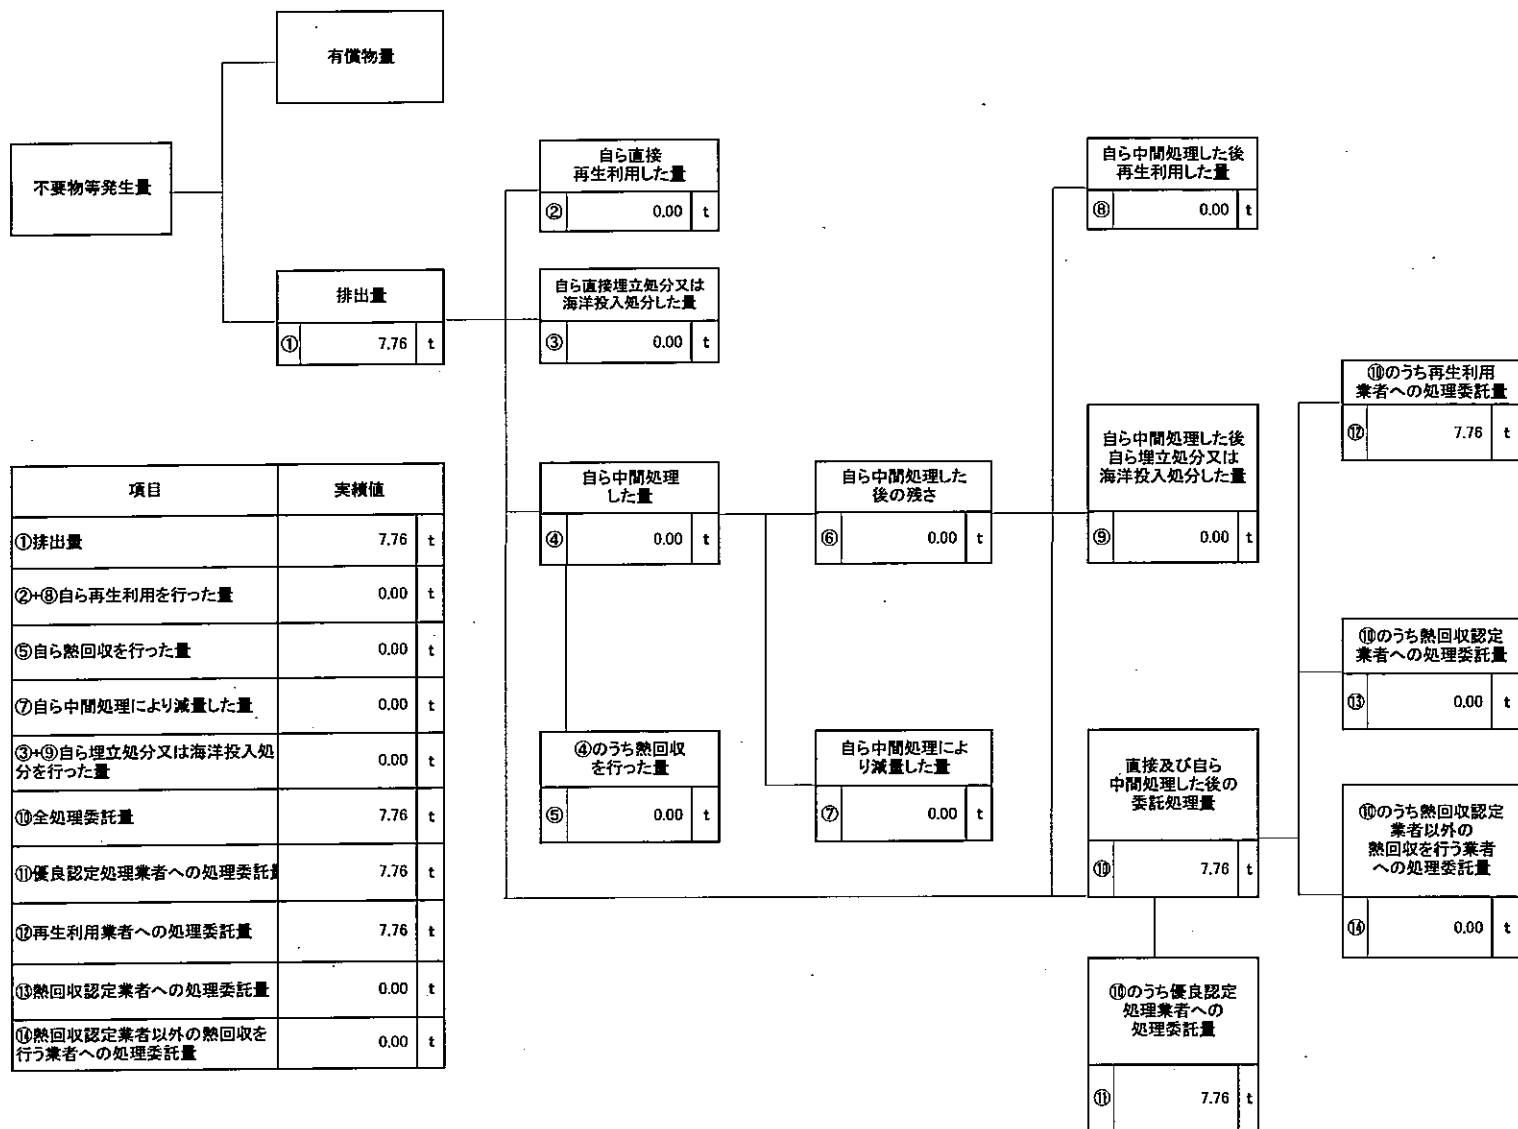 有償物量
不要物等発生量
排出量
① 7.76 t
自ら直接
再生利用した量
② 0.00 t
自ら直接埋立処分又は
海洋投入処分した量
③ 0.00 t
自ら中間処理
した量
④ 0.00 t
④のうち熱回収
を行った量
⑤ 0.00 t
自ら中間処理した
後の残さ
⑥ 0.00 t
自ら中間処理によ
り減量した量
⑦ 0.00 t
自ら中間処理した後
再生利用した量
⑧ 0.00 t
自ら中間処理した後
自ら埋立処分又は
海洋投入処分した量
⑨ 0.00 t
直接及び自ら
中間処理した後の
委託処理量
⑩ 7.76 t
⑩のうち優良認定
処理業者への
処理委託量
⑪ 7.76 t
⑩のうち再生利用
業者への処理委託量
⑫ 7.76 t
⑩のうち熱回収認定
業者への処理委託量
⑬ 0.00 t
⑩のうち熱回収認定
業者以外の
熱回収を行う業者
への処理委託量
⑭ 0.00 t
項目 実績値
①排出量 7.76 t
②+⑧自ら再生利用を行った量 0.00 t
⑤自ら熱回収を行った量 0.00 t
⑦自ら中間処理により減量した量 0.00 t
③+⑨自ら埋立処分又は海洋投入処
分を行った量 0.00 t
⑩全処理委託量 7.76 t
⑪優良認定処理業者への処理委託量 7.76 t
⑫再生利用業者への処理委託量 7.76 t
⑬熱回収認定業者への処理委託量 0.00 t
⑭熱回収認定業者以外の熱回収を
行う業者への処理委託量 0.00 t